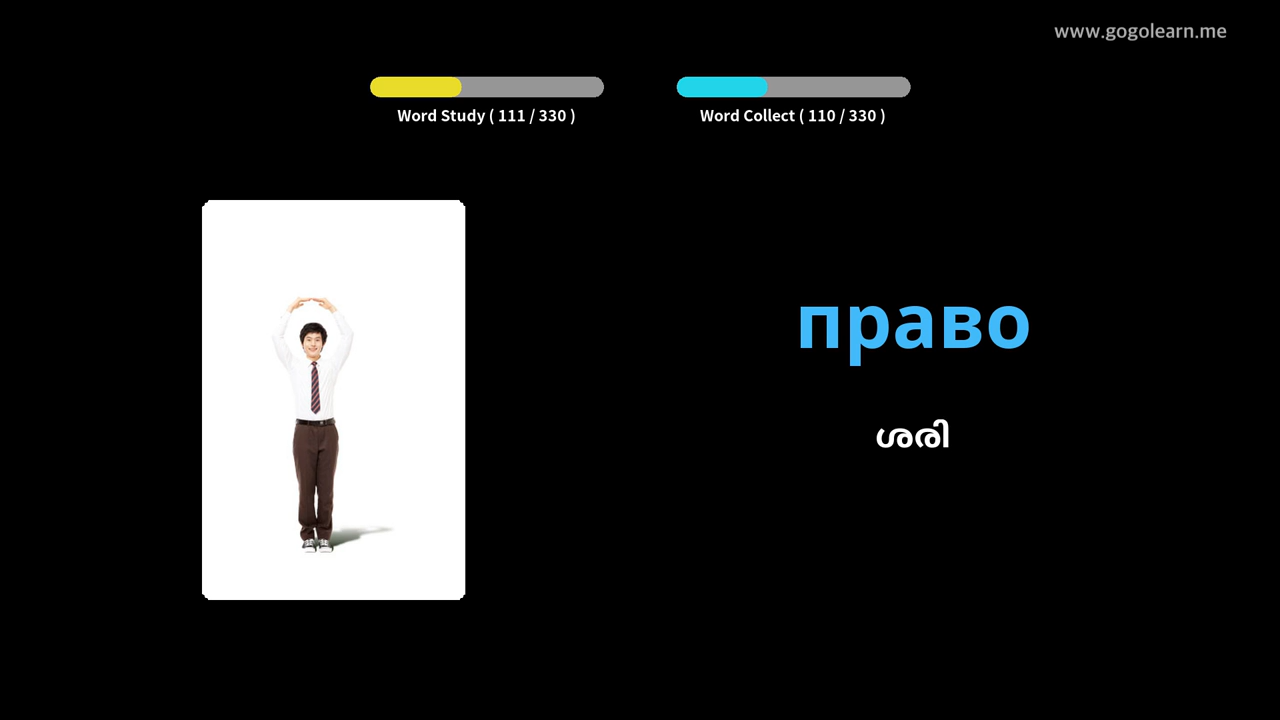 www.gogolearn.me
Word Study ( 111 / 330 )
Word Collect ( 110 / 330 )
право
ശരി